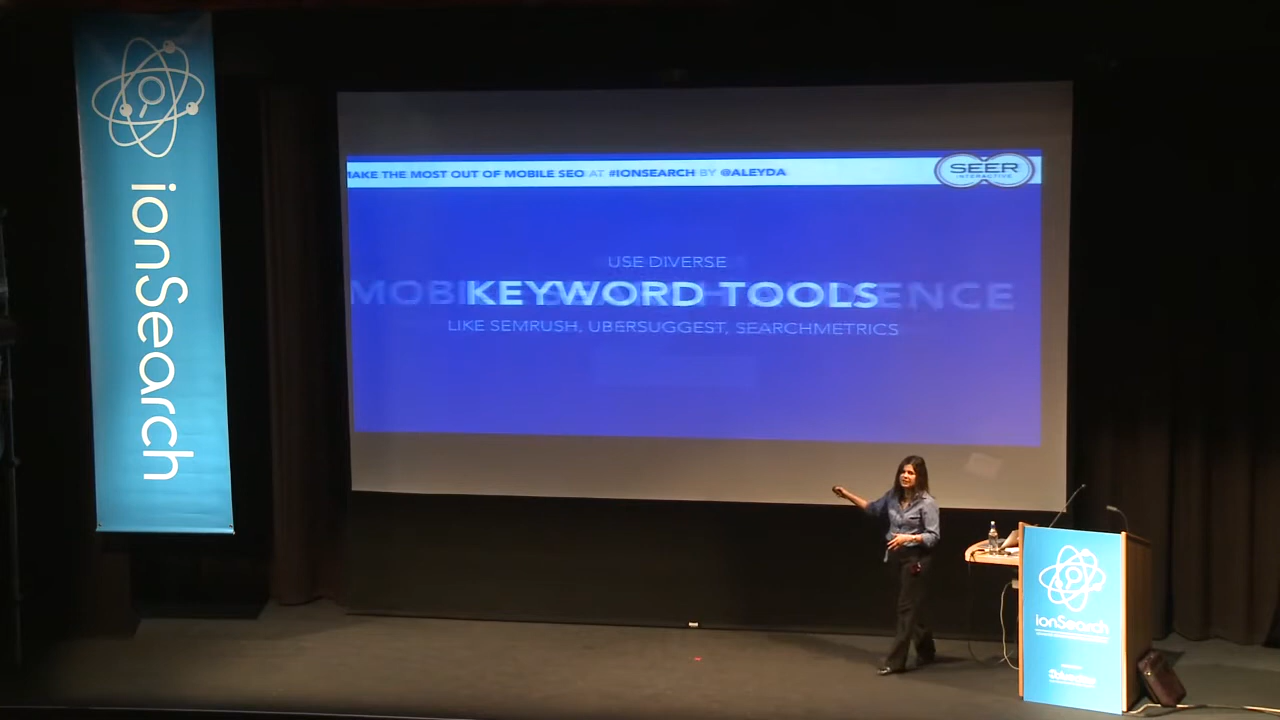 ionSearch
MAKE THE MOST OUT OF MOBILE SEO AT #IONSEARCH BY @ALEYDA
SEER
INTERACTIVE
USE DIVERSE
KEYWORD TOOLS
LIKE SEMRUSH, UBERSUGGEST, SEARCHMETRICS
ionSearch